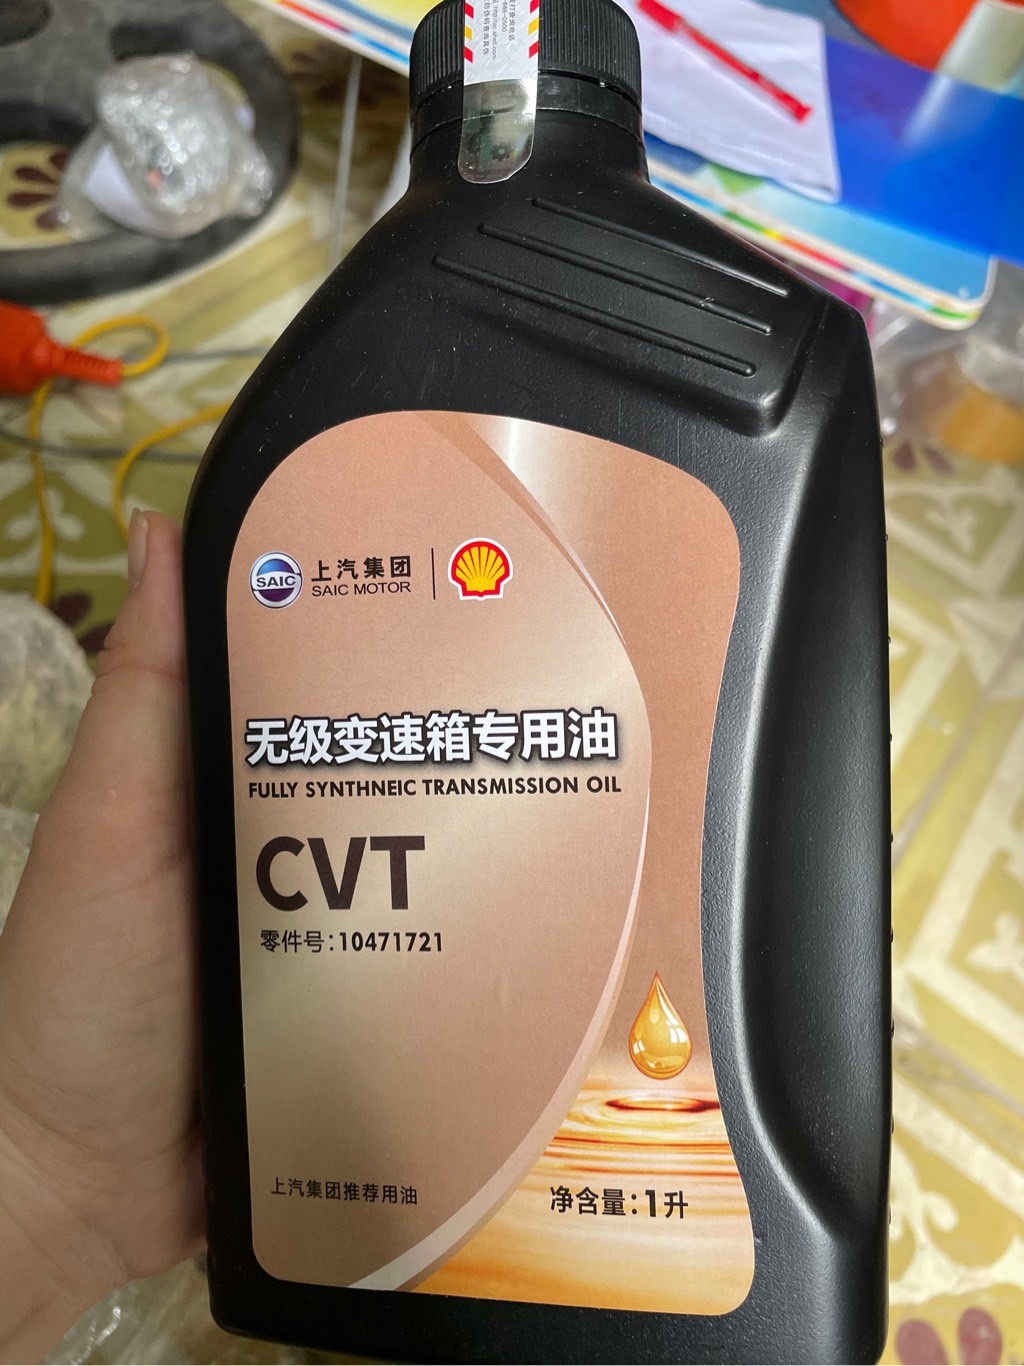 SAIC
上汽集团
SAIC MOTOR
无级变速箱专用油
FULLY SYNTHNEIC TRANSMISSION OIL
CVT
零件号:10471721
上汽集团推荐用油
净含量:1升